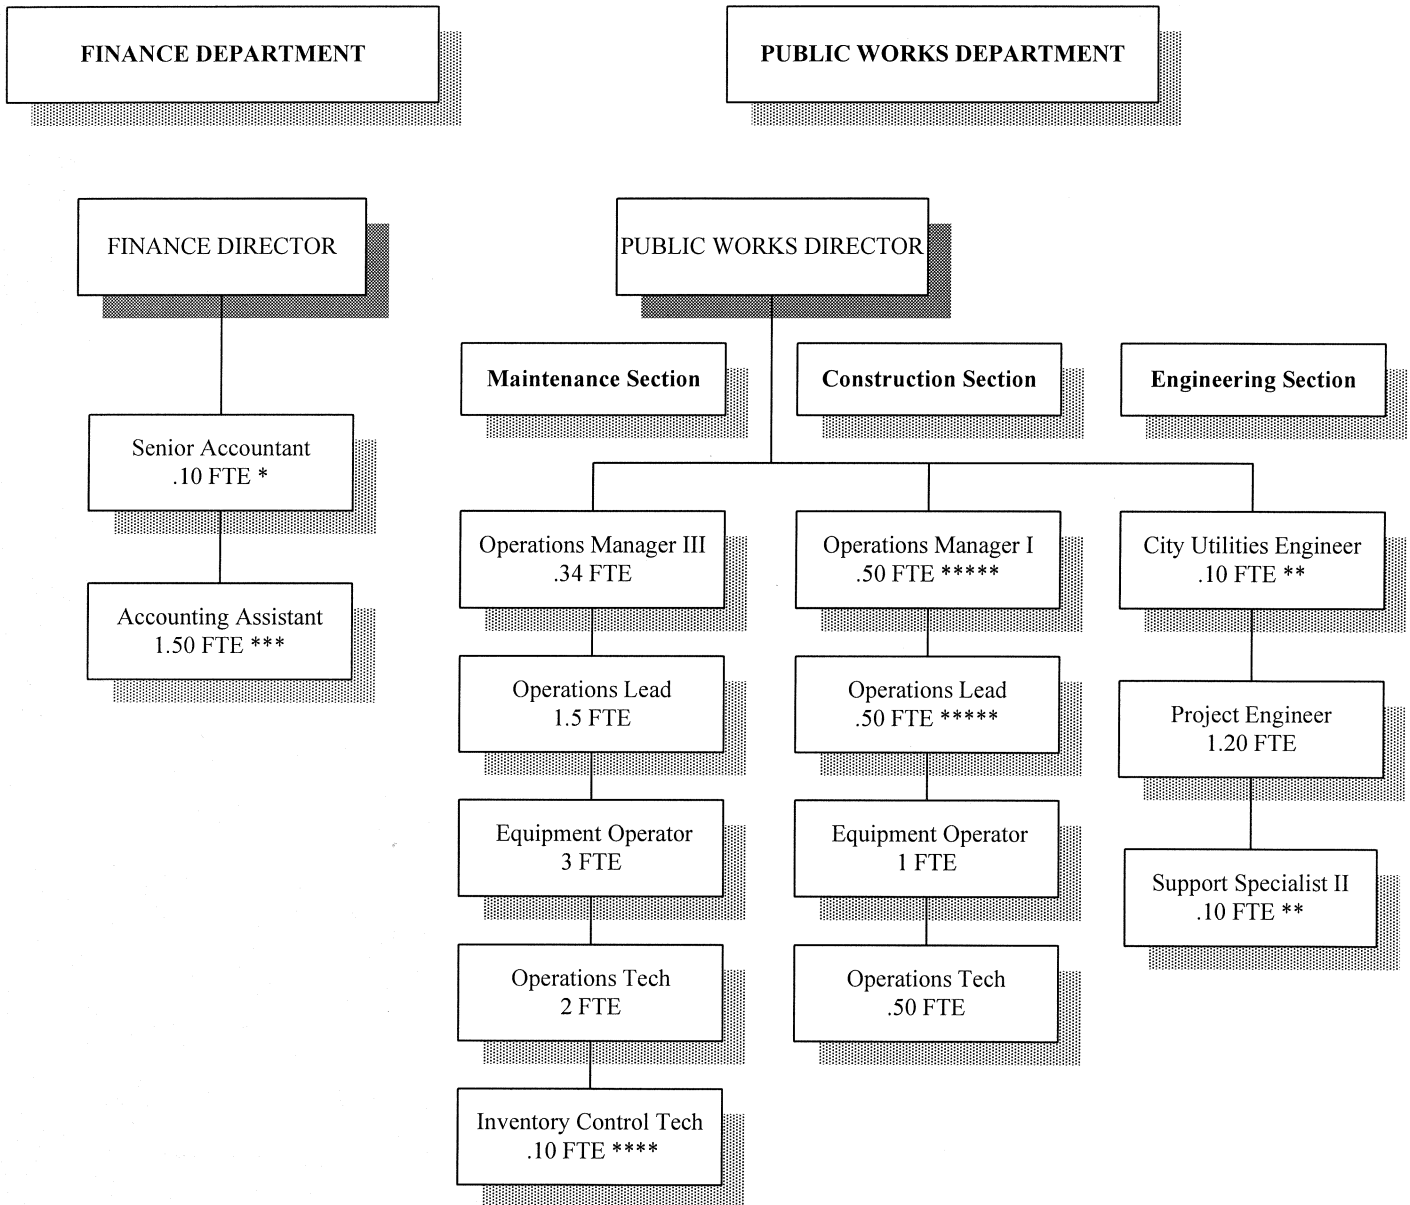 FINANCE DEPARTMENT
PUBLIC WORKS DEPARTMENT
FINANCE DIRECTOR
PUBLIC WORKS DIRECTOR
Maintenance Section
Construction Section
Engineering Section
Senior Accountant
.10 FTE *
Accounting Assistant
1.50 FTE ***
Operations Manager III
.34 FTE
Operations Lead
1.5 FTE
Equipment Operator
3 FTE
Operations Tech
2 FTE
Inventory Control Tech
.10 FTE ****
Operations Manager I
.50 FTE *****
Operations Lead
.50 FTE *****
Equipment Operator
1 FTE
Operations Tech
.50 FTE
City Utilities Engineer
.10 FTE **
Project Engineer
1.20 FTE
Support Specialist II
.10 FTE **